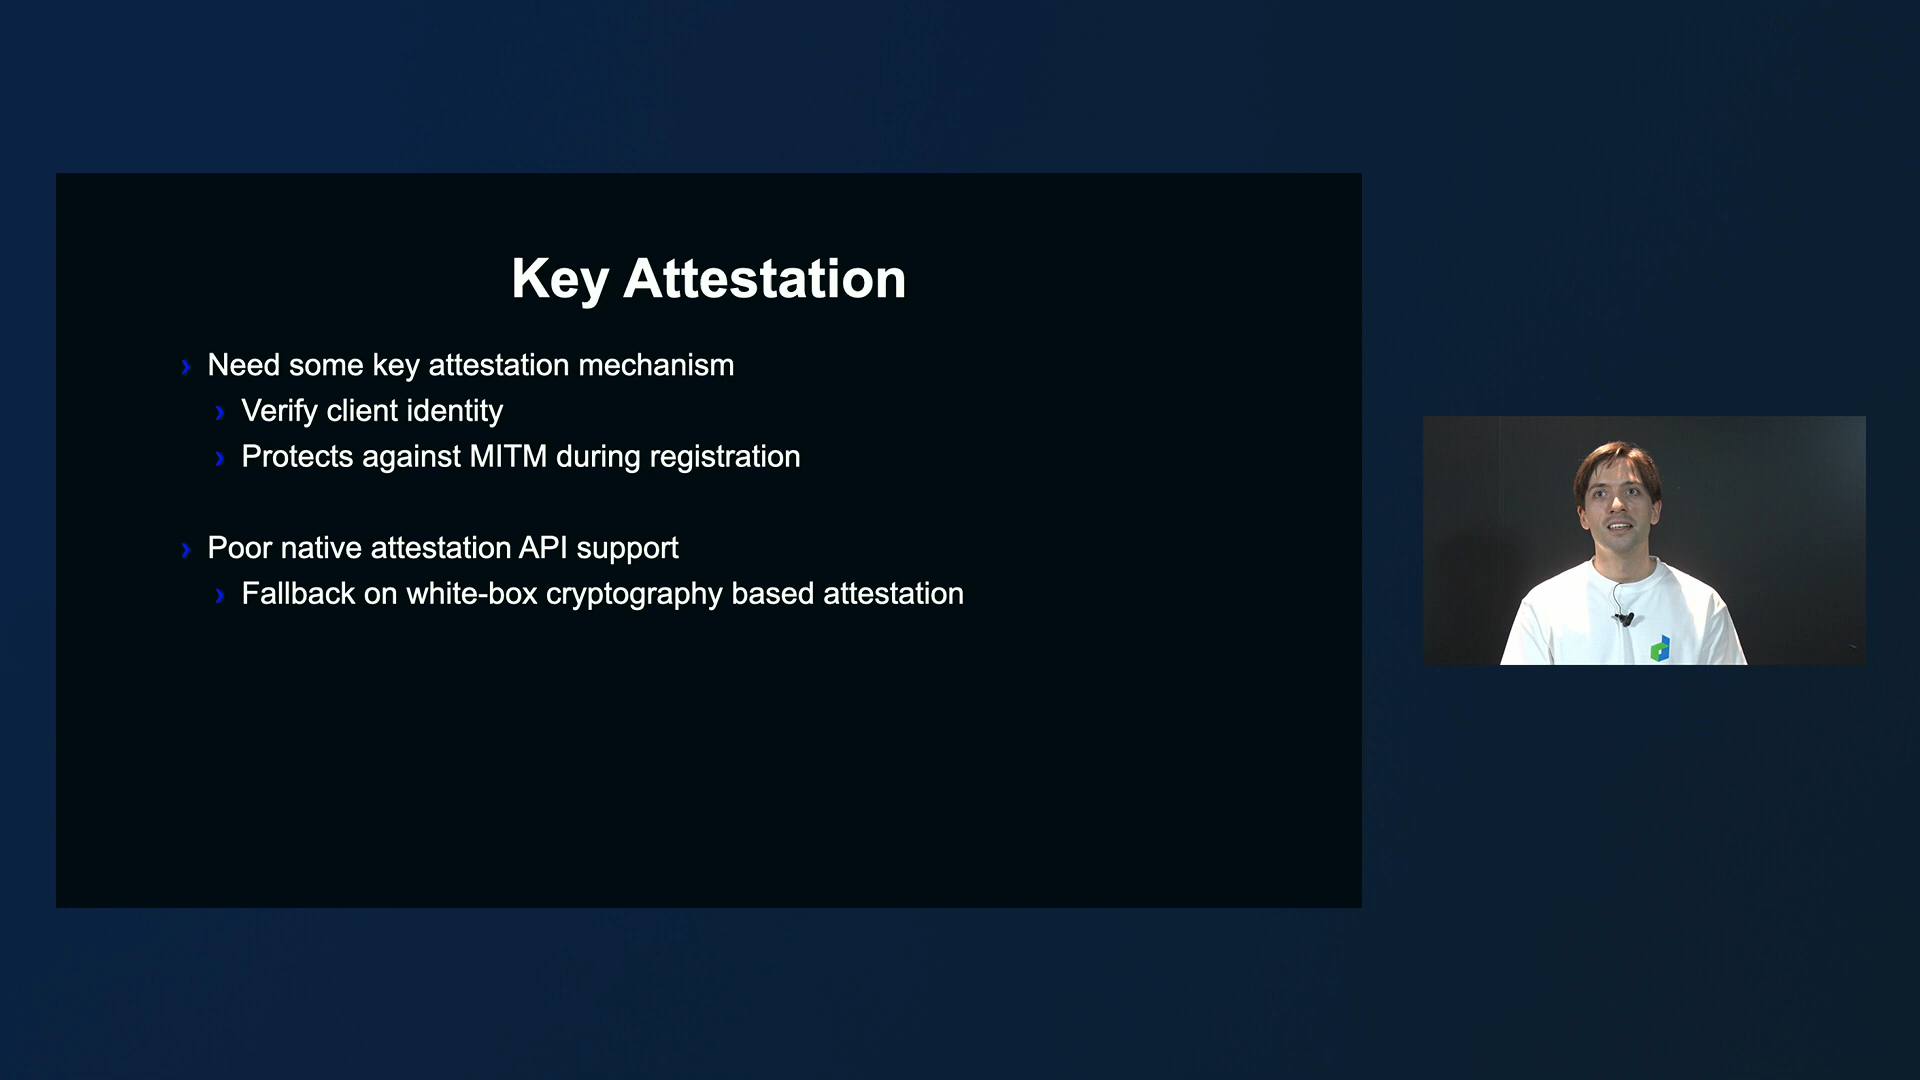 Key Attestation
› Need some key attestation mechanism
› Verify client identity
› Protects against MITM during registration
› Poor native attestation API support
› Fallback on white-box cryptography based attestation